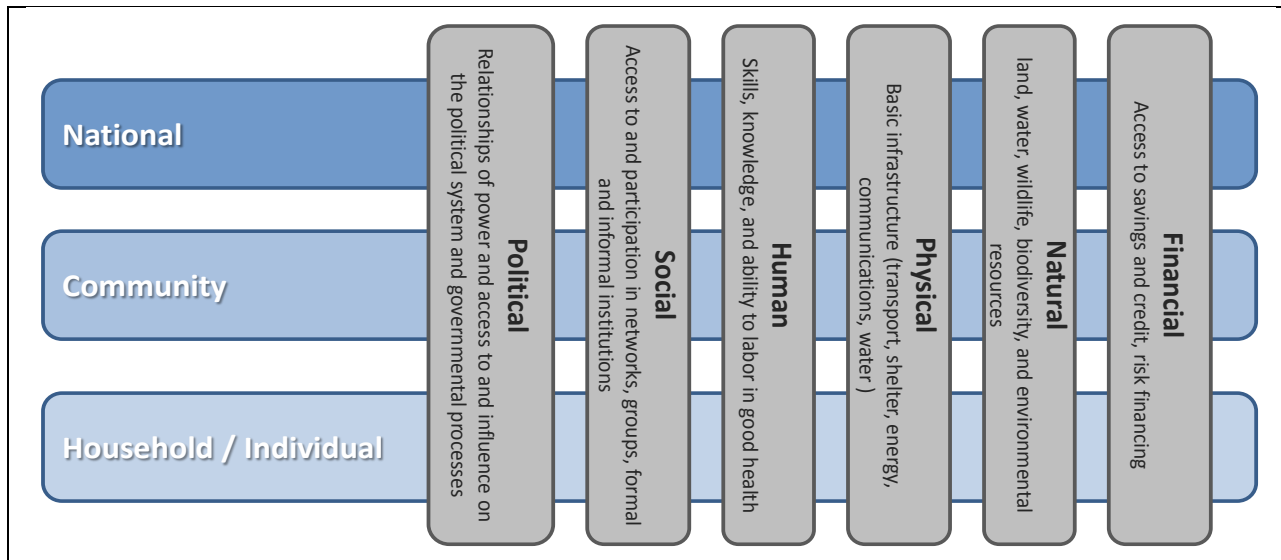 National
Community
Household / Individual
Political
Relationships of power and access to and influence on
the political system and governmental processes
Social
Access to and participation in networks, groups, formal
and informal institutions
Human
Skills, knowledge, and ability to labor in good health
Physical
Basic infrastructure (transport, shelter, energy,
communications, water )
Natural
land, water, wildlife, biodiversity, and environmental
resources
Financial
Access to savings and credit, risk financing